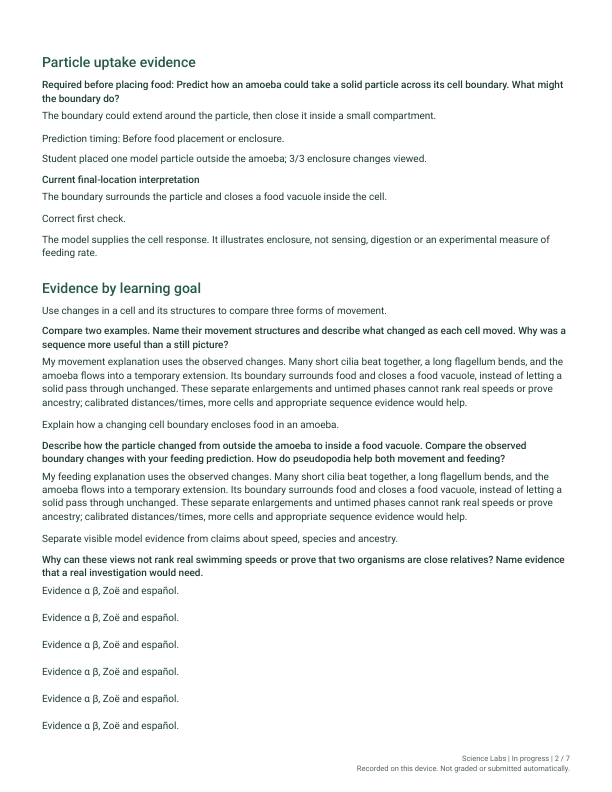 Particle uptake evidence
Required before placing food: Predict how an amoeba could take a solid particle across its cell boundary. What might
the boundary do?
The boundary could extend around the particle, then close it inside a small compartment.
Prediction timing: Before food placement or enclosure.
Student placed one model particle outside the amoeba; 3/3 enclosure changes viewed.
Current final-location interpretation
The boundary surrounds the particle and closes a food vacuole inside the cell.
Correct first check.
The model supplies the cell response. It illustrates enclosure, not sensing, digestion or an experimental measure of
feeding rate.
Evidence by learning goal
Use changes in a cell and its structures to compare three forms of movement.
Compare two examples. Name their movement structures and describe what changed as each cell moved. Why was a
sequence more useful than a still picture?
My movement explanation uses the observed changes. Many short cilia beat together, a long flagellum bends, and the
amoeba flows into a temporary extension. Its boundary surrounds food and closes a food vacuole, instead of letting a
solid pass through unchanged. These separate enlargements and untimed phases cannot rank real speeds or prove
ancestry; calibrated distances/times, more cells and appropriate sequence evidence would help.
Explain how a changing cell boundary encloses food in an amoeba.
Describe how the particle changed from outside the amoeba to inside a food vacuole. Compare the observed
boundary changes with your feeding prediction. How do pseudopodia help both movement and feeding?
My feeding explanation uses the observed changes. Many short cilia beat together, a long flagellum bends, and the
amoeba flows into a temporary extension. Its boundary surrounds food and closes a food vacuole, instead of letting a
solid pass through unchanged. These separate enlargements and untimed phases cannot rank real speeds or prove
ancestry; calibrated distances/times, more cells and appropriate sequence evidence would help.
Separate visible model evidence from claims about speed, species and ancestry.
Why can these views not rank real swimming speeds or prove that two organisms are close relatives? Name evidence
that a real investigation would need.
Evidence α β, Zoë and español.
Evidence α β, Zoë and español.
Evidence α β, Zoë and español.
Evidence α β, Zoë and español.
Evidence α β, Zoë and español.
Evidence α β, Zoë and español.
Science Labs | In progress | 2 / 7
Recorded on this device. Not graded or submitted automatically.